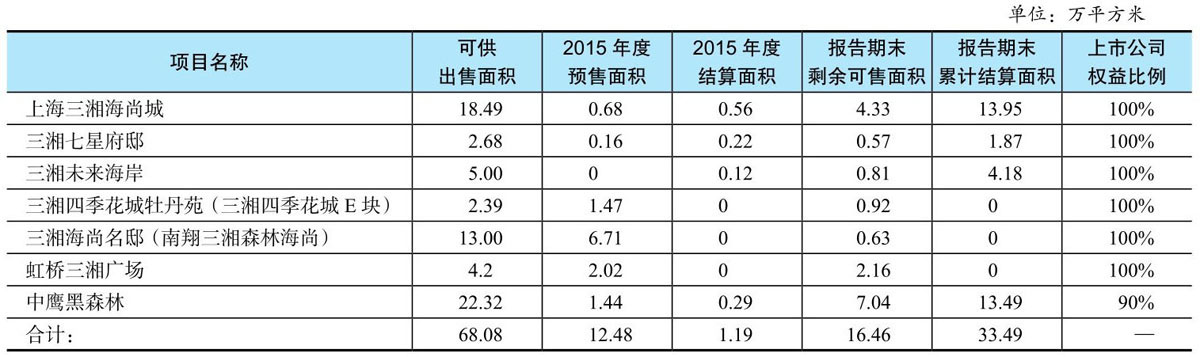 单位：万平方米
项目名称 可供出售面积 2015 年度预售面积 2015 年度结算面积 报告期末剩余可售面积 报告期末累计结算面积 上市公司权益比例
上海三湘海尚城 18.49 0.68 0.56 4.33 13.95 100%
三湘七星府邸 2.68 0.16 0.22 0.57 1.87 100%
三湘未来海岸 5.00 0 0.12 0.81 4.18 100%
三湘四季花城牡丹苑（三湘四季花城 E 块） 2.39 1.47 0 0.92 0 100%
三湘海尚名邸（南翔三湘森林海尚） 13.00 6.71 0 0.63 0 100%
虹桥三湘广场 4.2 2.02 0 2.16 0 100%
中鹰黑森林 22.32 1.44 0.29 7.04 13.49 90%
合计： 68.08 12.48 1.19 16.46 33.49 —